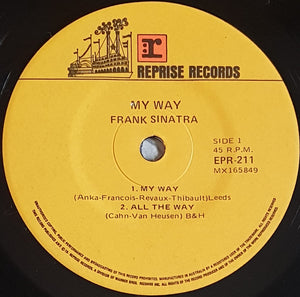 r:
REPRISE RECORDS
MY WAY
FRANK SINATRA
SIDE 1
45 R.P.M.
EPR-211
MX165849
1. MY WAY
(Anka-Francois-Revaux-Thibault)Leeds
2. ALL THE WAY
(Cahn-Van Heusen) B&H